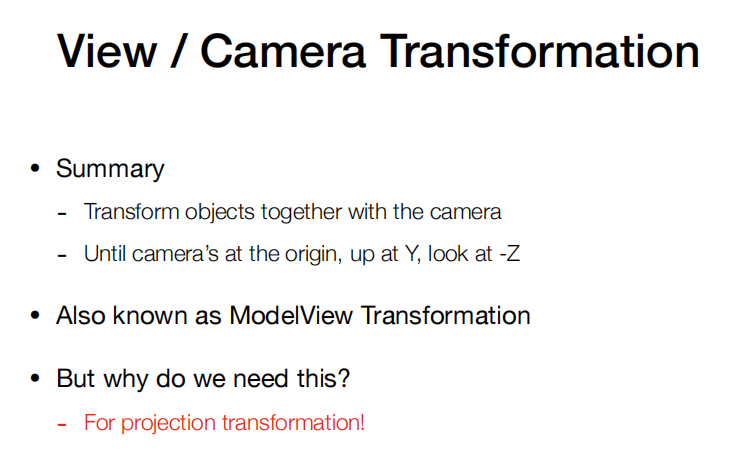 View / Camera Transformation
• Summary
- Transform objects together with the camera
- Until camera's at the origin, up at Y, look at -Z
• Also known as ModelView Transformation
• But why do we need this?
- For projection transformation!